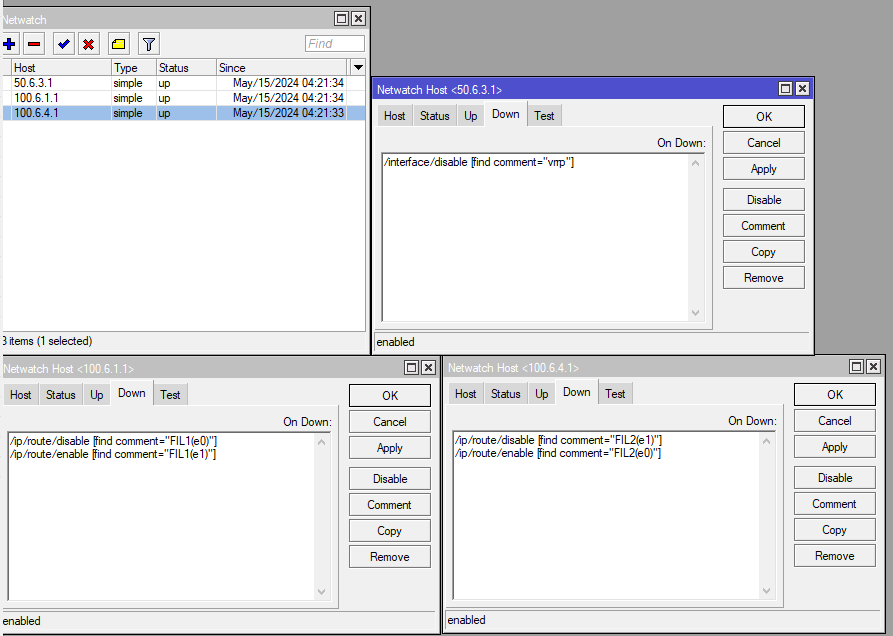 Netwatch
Find
Host Type Status Since
50.6.3.1 simple up May/15/2024 04:21:34
100.6.1.1 simple up May/15/2024 04:21:34
100.6.4.1 simple up May/15/2024 04:21:33
3 items (1 selected)
Netwatch Host <50.6.3.1>
Host Status Up Down Test
On Down:
/interface/disable [find comment="vrrp"]
OK
Cancel
Apply
Disable
Comment
Copy
Remove
enabled
Netwatch Host <100.6.1.1>
Host Status Up Down Test
On Down:
/ip/route/disable [find comment="FIL1(e0)"]
/ip/route/enable [find comment="FIL1(e1)"]
OK
Cancel
Apply
Disable
Comment
Copy
Remove
enabled
Netwatch Host <100.6.4.1>
Host Status Up Down Test
On Down:
/ip/route/disable [find comment="FIL2(e1)"]
/ip/route/enable [find comment="FIL2(e0)"]
OK
Cancel
Apply
Disable
Comment
Copy
Remove
enabled